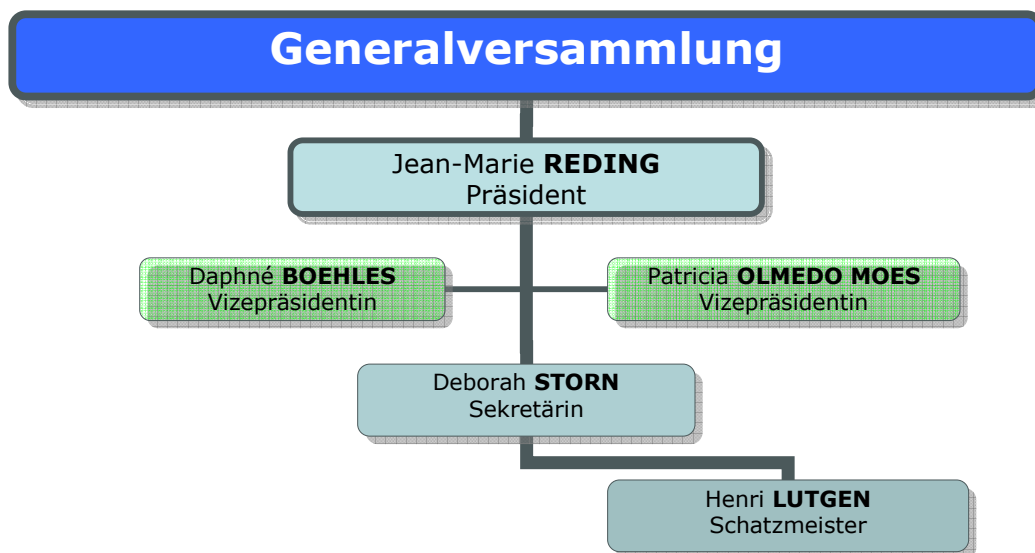 Generalversammlung
Jean-Marie REDING
Präsident
Daphné BOEHLES
Vizepräsidentin
Patricia OLMEDO MOES
Vizepräsidentin
Deborah STORN
Sekretärin
Henri LUTGEN
Schatzmeister